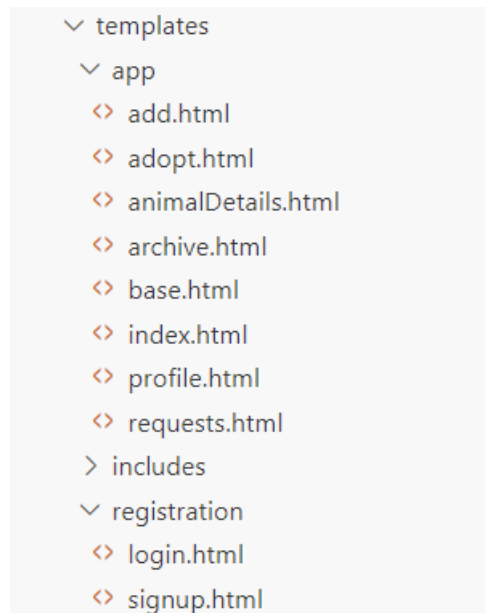 templates
app
add.html
adopt.html
animalDetails.html
archive.html
base.html
index.html
profile.html
requests.html
includes
registration
login.html
signup.html